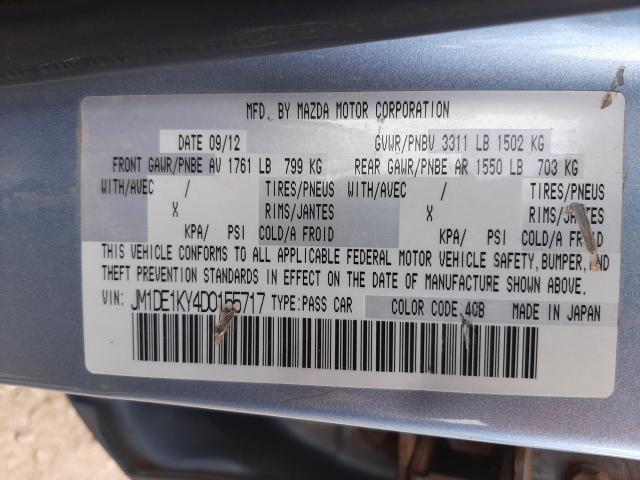 MFD. BY MAZDA MOTOR CORPORATION
DATE 09/12 GVWR/PNBV 3311 LB 1502 KG
FRONT GAWR/PNBE AV 1761 LB 799 KG REAR GAWR/PNBE AR 1550 LB 703 KG
WITH/AVEC / TIRES/PNEUS WITH/AVEC / TIRES/PNEUS
X RIMS/JANTES X RIMS/JANTES
KPA/ PSI COLD/A FROID KPA/ PSI COLD/A FROID
THIS VEHICLE CONFORMS TO ALL APPLICABLE FEDERAL MOTOR VEHICLE SAFETY, BUMPER, AND
THEFT PREVENTION STANDARDS IN EFFECT ON THE DATE OF MANUFACTURE SHOWN ABOVE.
VIN: JM1DE1KY4D0155717 TYPE:PASS CAR COLOR CODE 40B MADE IN JAPAN